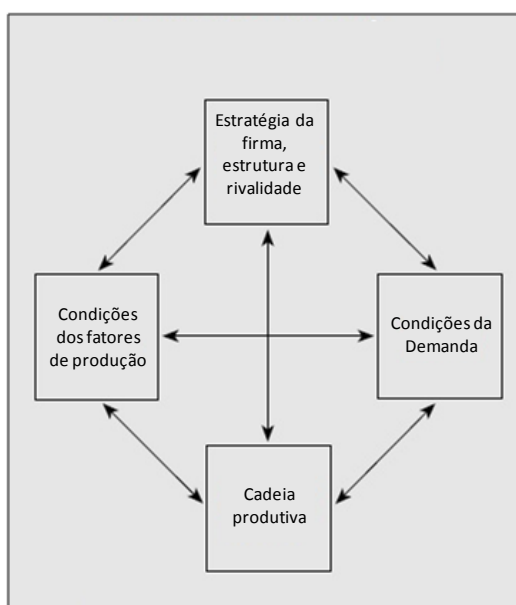 Estratégia da
firma,
estrutura e
rivalidade
Condições
dos fatores
de produção
Condições da
Demanda
Cadeia
produtiva